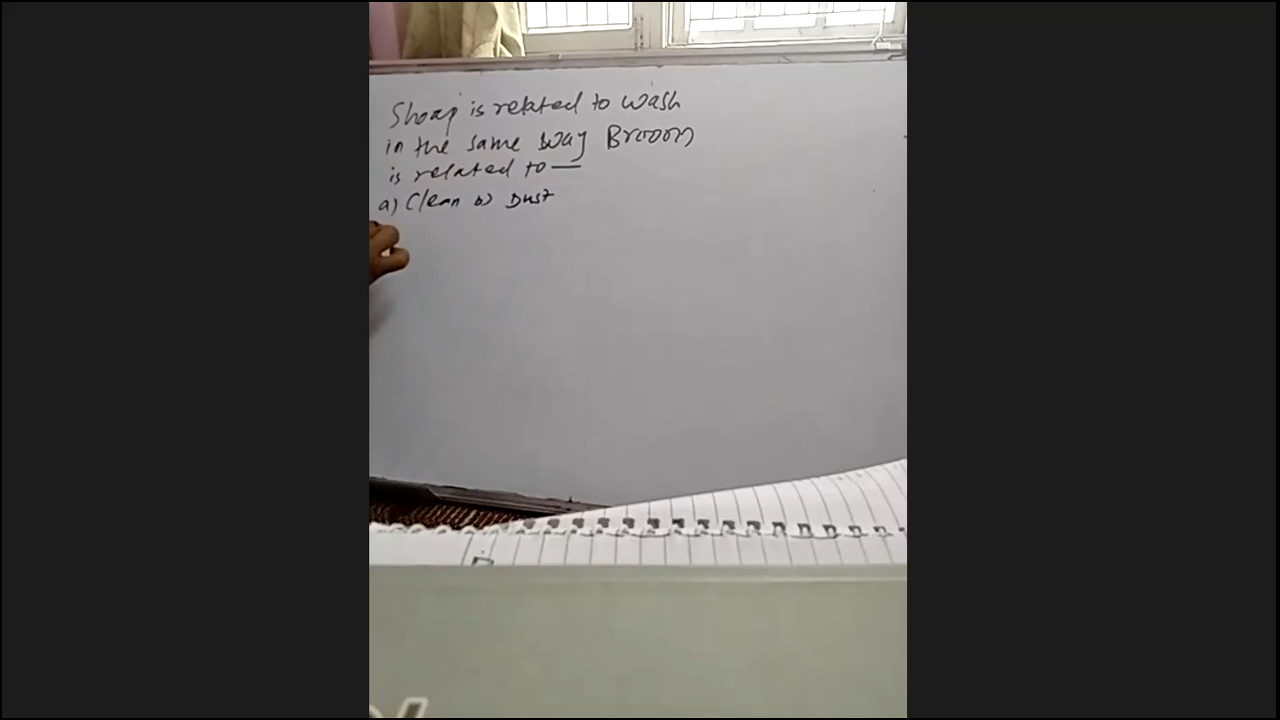 Shoap is related to wash
in the same way Broom
is related to —
a) Clean b) Dust